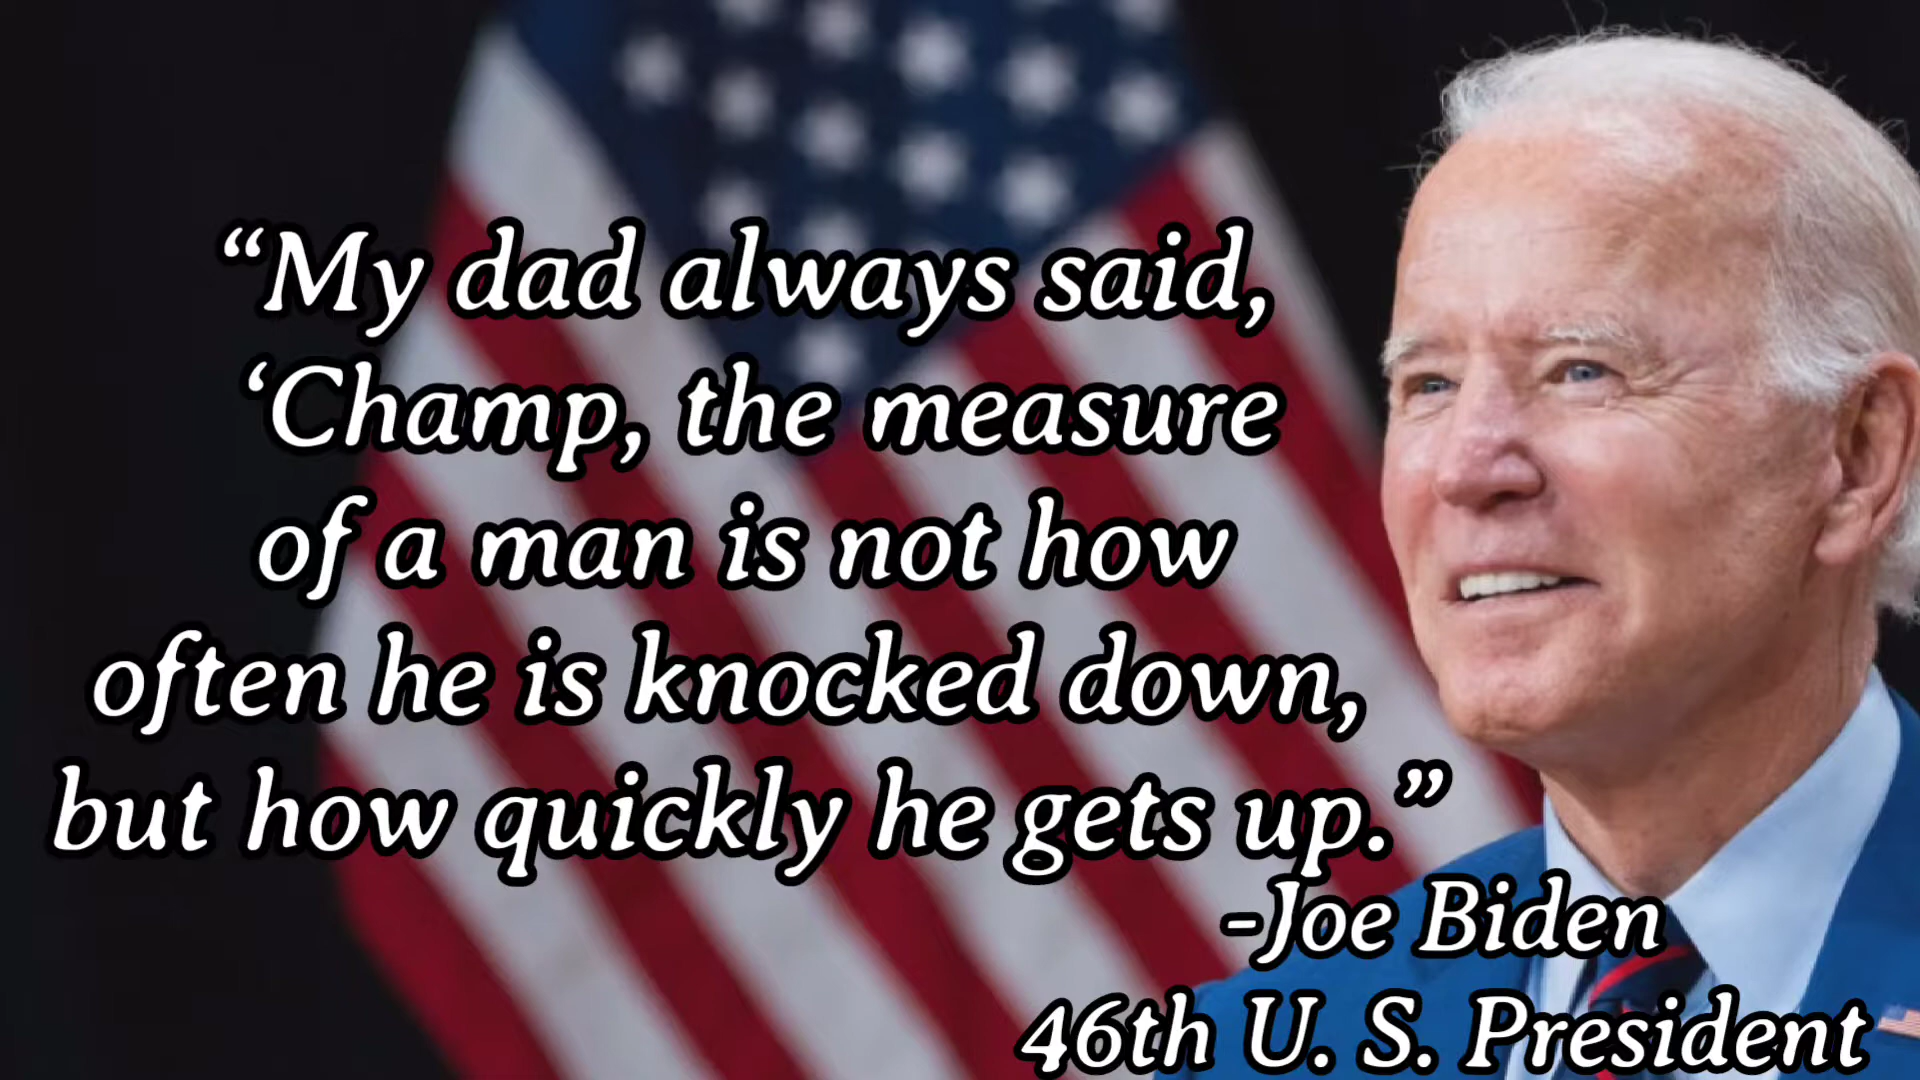 “My dad always said,
‘Champ, the measure
of a man is not how
often he is knocked down,
but how quickly he gets up.”
-Joe Biden
46th U. S. President